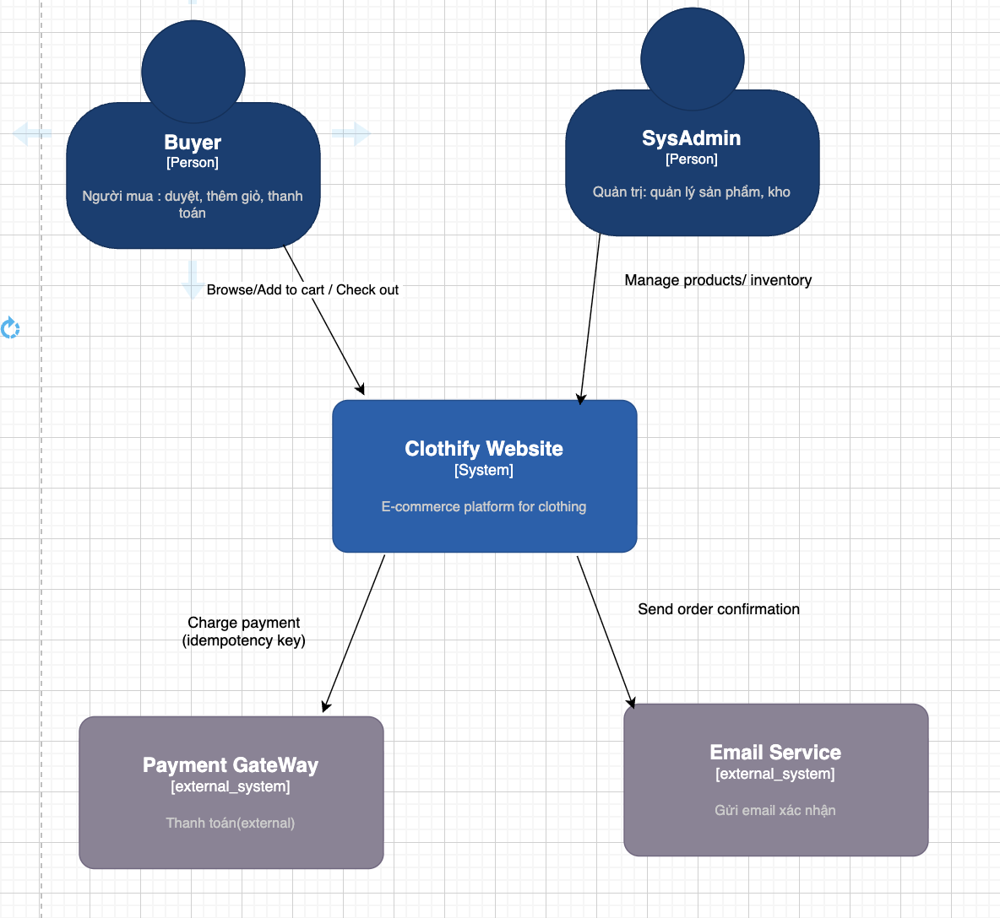 Buyer
[Person]
Người mua : duyệt, thêm giỏ, thanh
toán
SysAdmin
[Person]
Quản trị: quản lý sản phẩm, kho
Browse/Add to cart / Check out
Manage products/ inventory
Clothify Website
[System]
E-commerce platform for clothing
Charge payment
(idempotency key)
Send order confirmation
Payment GateWay
[external_system]
Thanh toán(external)
Email Service
[external_system]
Gửi email xác nhận